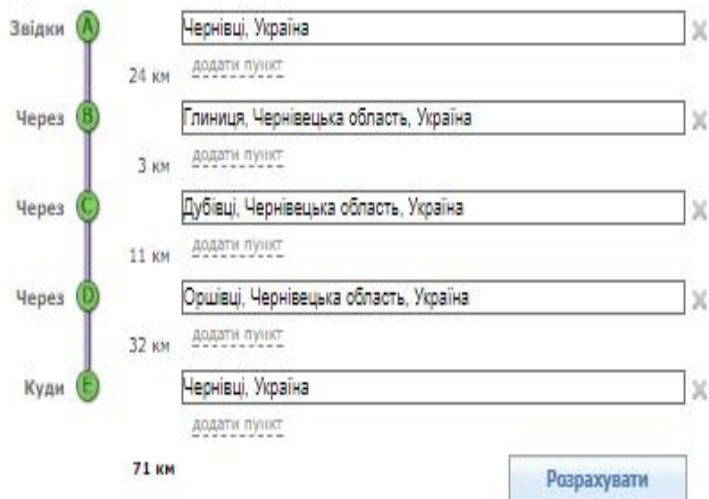 Звідки A Чернівці, Україна
24 км додати пункт
Через B Глиниця, Чернівецька область, Україна
3 км додати пункт
Через C Дубівці, Чернівецька область, Україна
11 км додати пункт
Через D Оршівці, Чернівецька область, Україна
32 км додати пункт
Куди E Чернівці, Україна
додати пункт
71 км Розрахувати